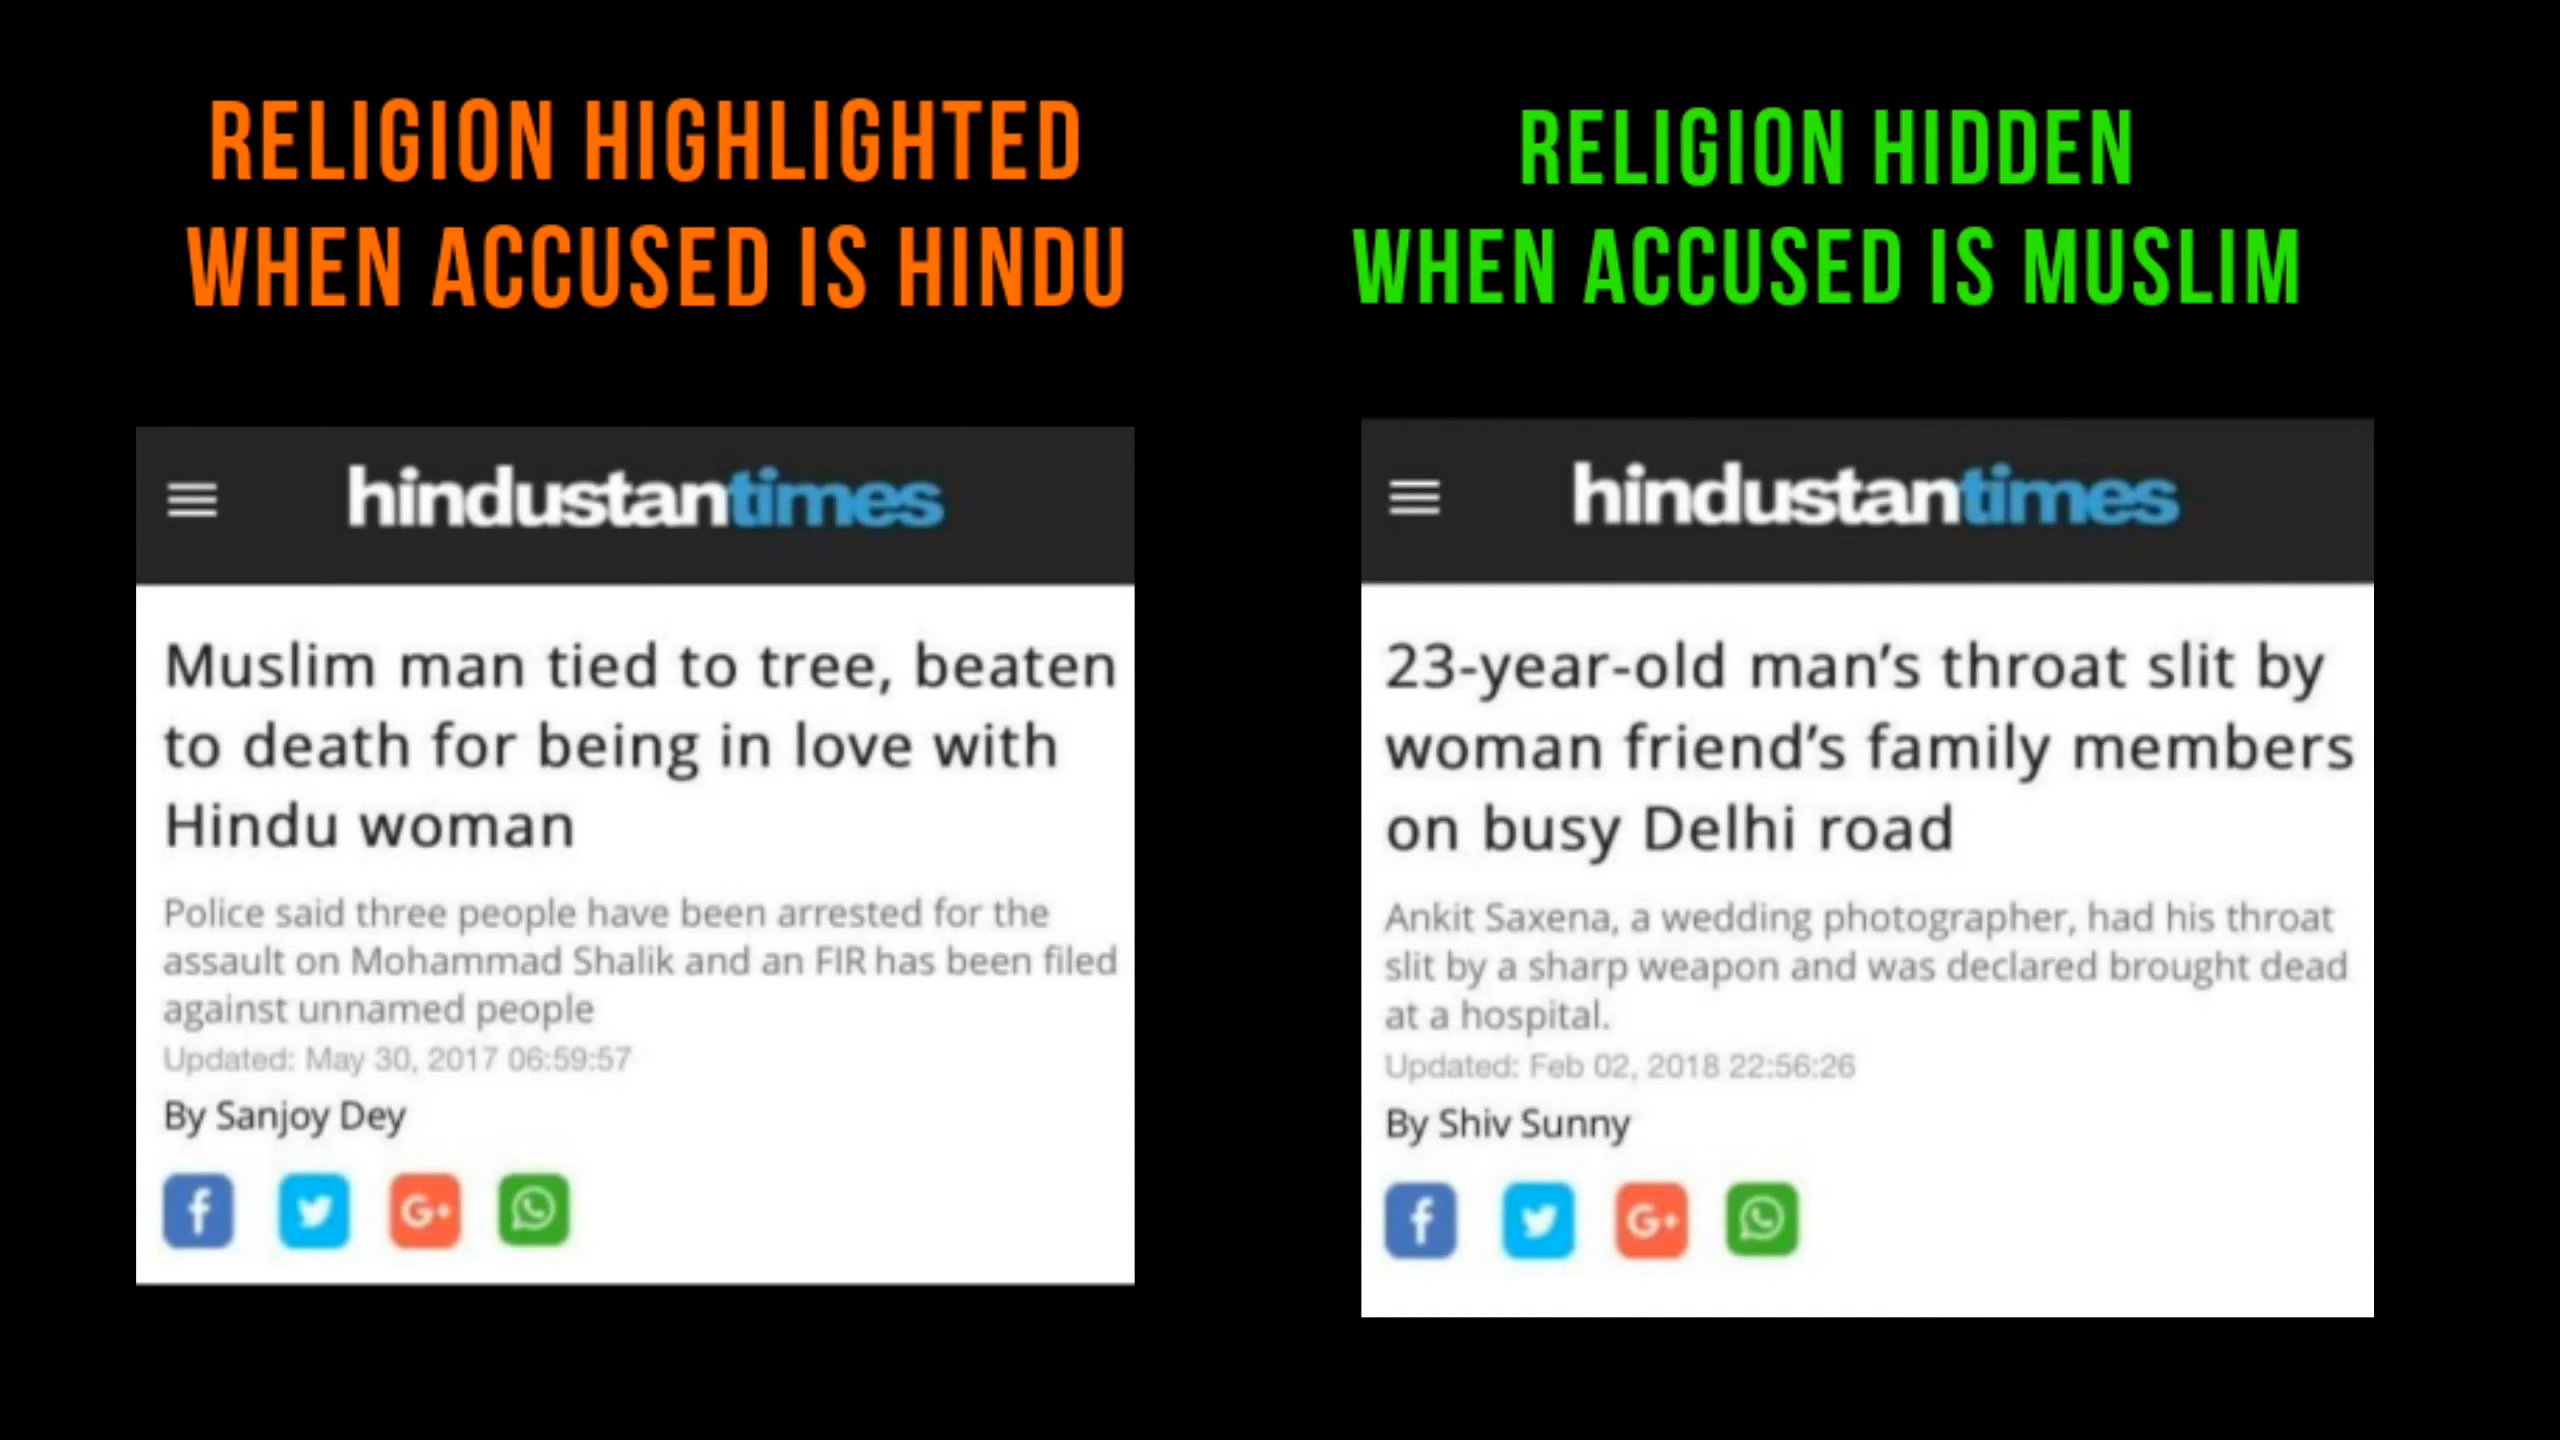 RELIGION HIGHLIGHTED
WHEN ACCUSED IS HINDU
hindustantimes
Muslim man tied to tree, beaten
to death for being in love with
Hindu woman
Police said three people have been arrested for the
assault on Mohammad Shalik and an FIR has been filed
against unnamed people
Updated: May 30, 2017 06:59:57
By Sanjoy Dey
f
G+
RELIGION HIDDEN
WHEN ACCUSED IS MUSLIM
hindustantimes
23-year-old man’s throat slit by
woman friend’s family members
on busy Delhi road
Ankit Saxena, a wedding photographer, had his throat
slit by a sharp weapon and was declared brought dead
at a hospital.
Updated: Feb 02, 2018 22:56:26
By Shiv Sunny
f
G+